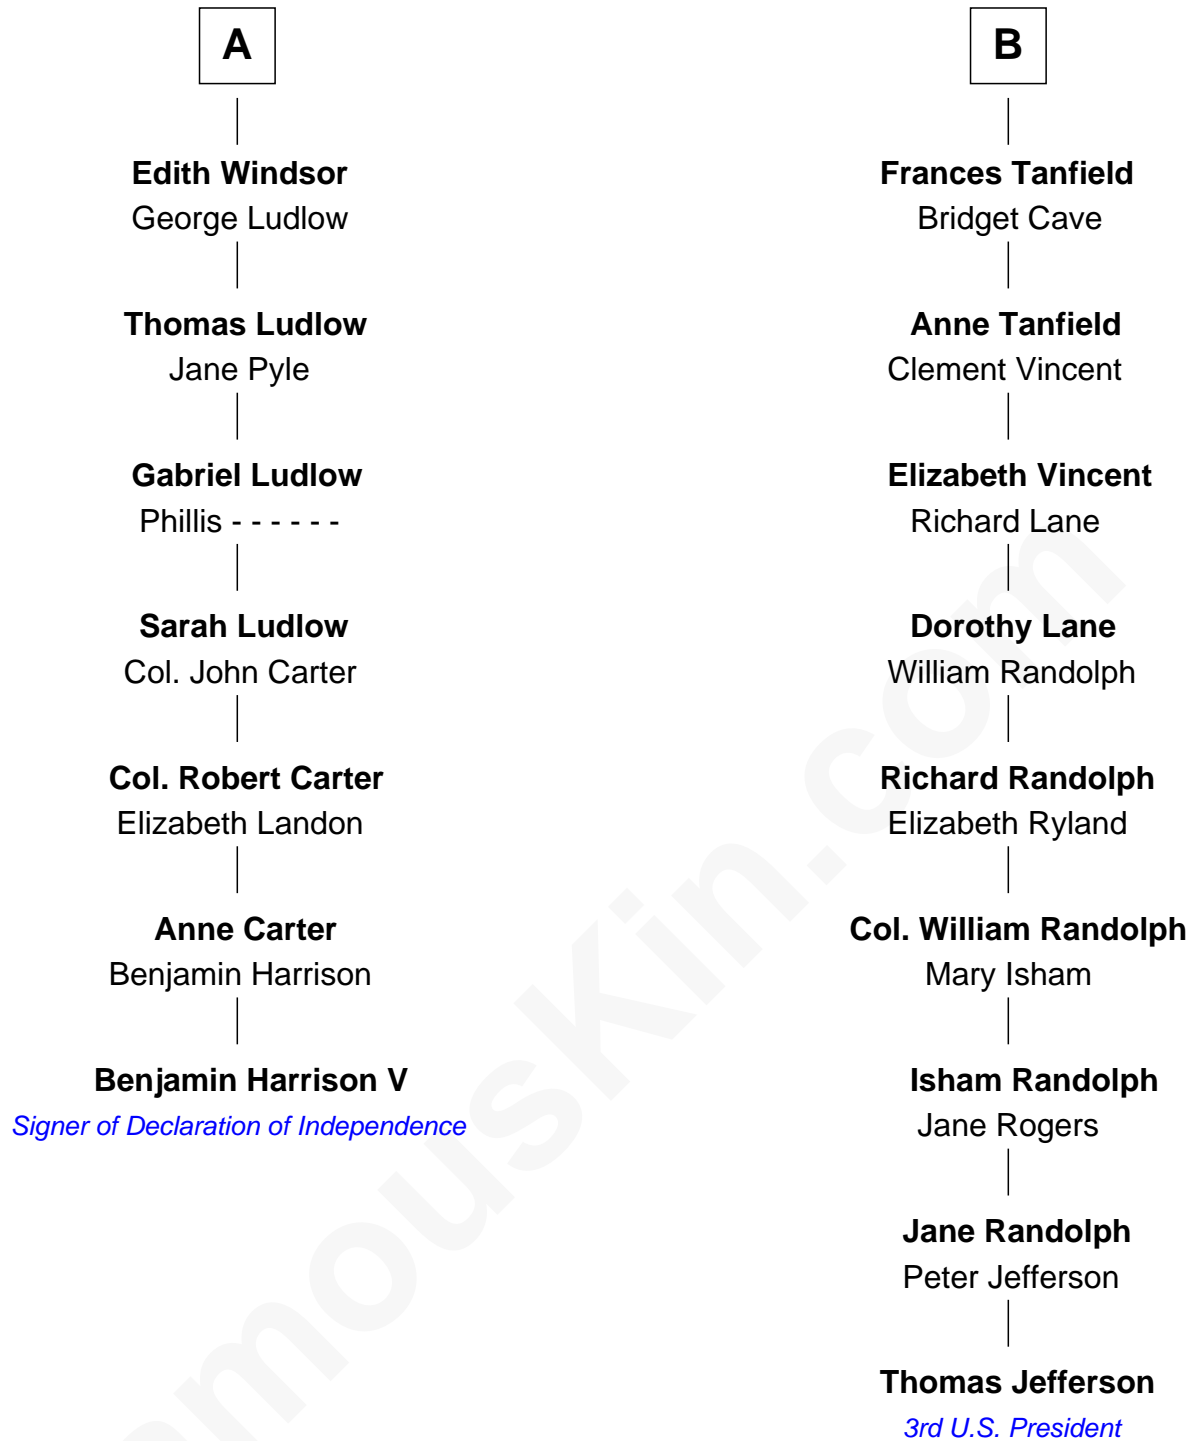 A
Edith Windsor
George Ludlow
Thomas Ludlow
Jane Pyle
Gabriel Ludlow
Phillis - - - - - -
Sarah Ludlow
Col. John Carter
Col. Robert Carter
Elizabeth Landon
Anne Carter
Benjamin Harrison
Benjamin Harrison V
Signer of Declaration of Independence
B
Frances Tanfield
Bridget Cave
Anne Tanfield
Clement Vincent
Elizabeth Vincent
Richard Lane
Dorothy Lane
William Randolph
Richard Randolph
Elizabeth Ryland
Col. William Randolph
Mary Isham
Isham Randolph
Jane Rogers
Jane Randolph
Peter Jefferson
Thomas Jefferson
3rd U.S. President
amousKin.com